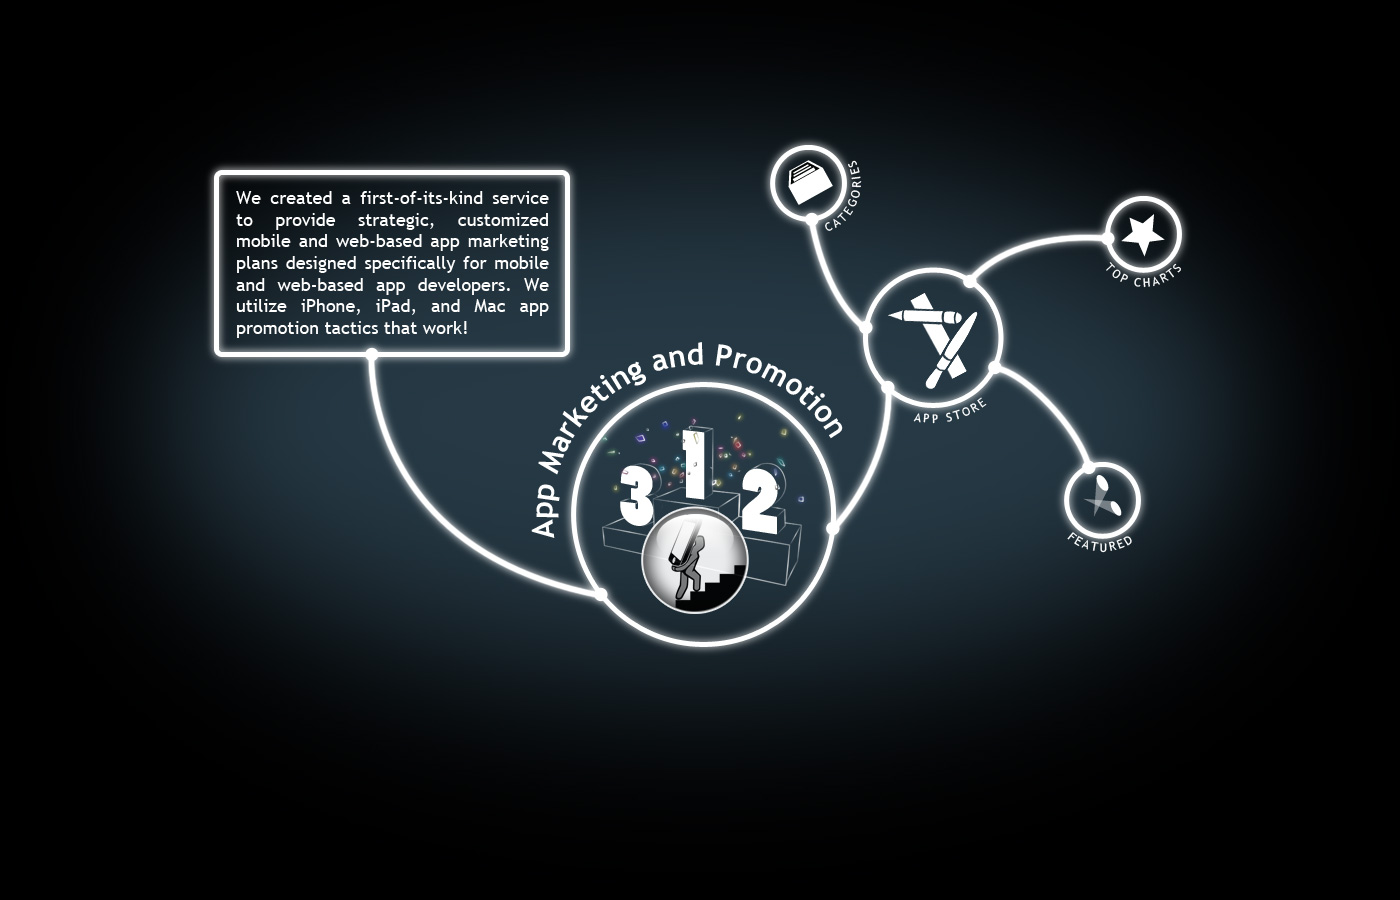 We created a first-of-its-kind service
to provide strategic, customized
mobile and web-based app marketing
plans designed specifically for mobile
and web-based app developers. We
utilize iPhone, iPad, and Mac app
promotion tactics that work!
App Marketing and Promotion
3 1 2
CATEGORIES
TOP CHARTS
APP STORE
FEATURED